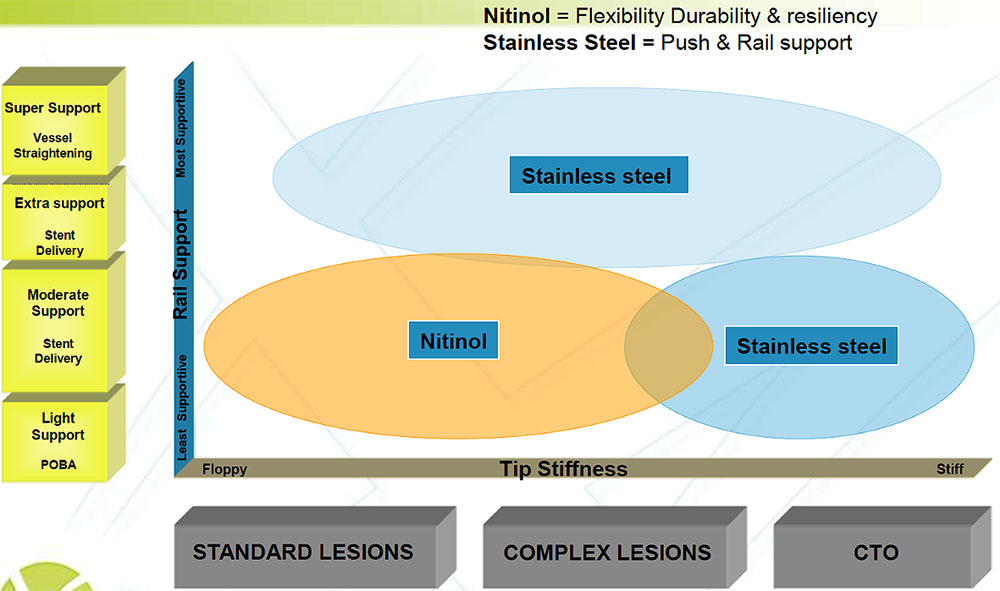 Nitinol = Flexibility Durability & resiliency
Stainless Steel = Push & Rail support
Super Support
Vessel
Straightening
Extra support
Stent
Delivery
Moderate
Support
Stent
Delivery
Light
Support
POBA
Most Supportiive
Rail Support
Least Supportiive
Stainless steel
Nitinol
Stainless steel
Floppy
Tip Stiffness
Stiff
STANDARD LESIONS
COMPLEX LESIONS
CTO